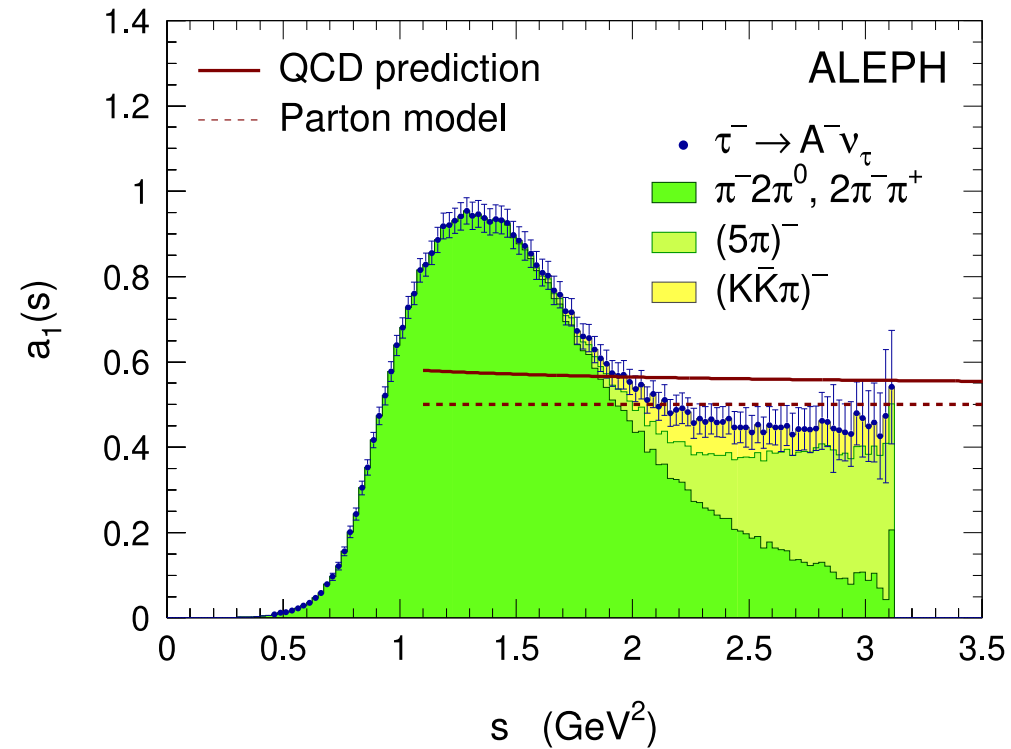 1.4
1.2
1
0.8
0.6
0.4
0.2
0
0 0.5 1 1.5 2 2.5 3 3.5
a₁(s)
s (GeV²)
QCD prediction
Parton model
ALEPH
τ⁻ → A⁻ν_τ
π⁻2π⁰, 2π⁻π⁺
(5π)⁻
(KK̄π)⁻